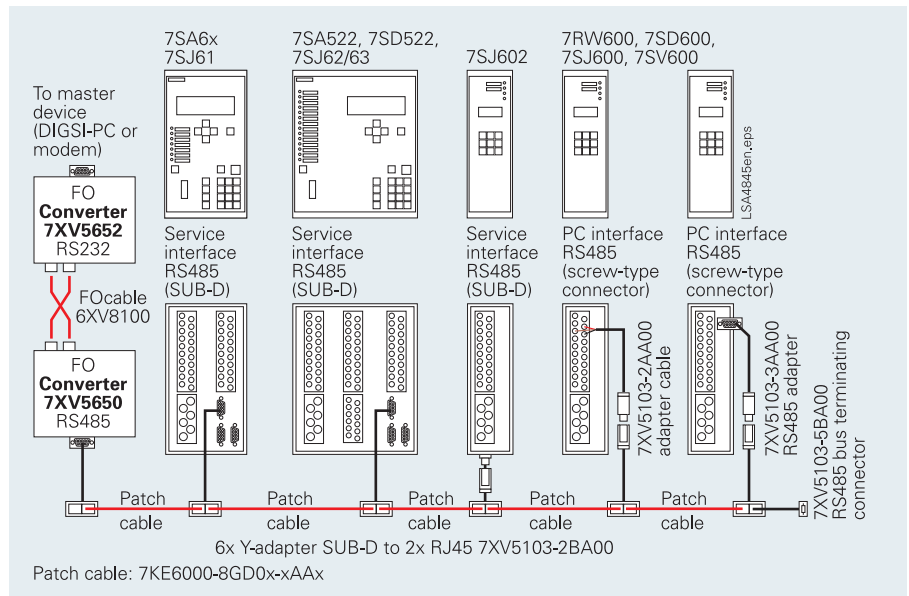 7SA6x
7SJ61
7SA522, 7SD522,
7SJ62/63
7SJ602
7RW600, 7SD600,
7SJ600, 7SV600
To master
device
(DIGSI-PC or
modem)
FO
Converter
7XV5652
RS232
FOcable
6XV8100
FO
Converter
7XV5650
RS485
Service
interface
RS485
(SUB-D)
Service
interface
RS485
(SUB-D)
Service
interface
RS485
(SUB-D)
PC interface
RS485
(screw-type
connector)
PC interface
RS485
(screw-type
connector)
LSA4845en.eps
7XV5103-2AA00
adapter cable
7XV5103-3AA00
RS485 adapter
7XV5103-5BA00
RS485 bus terminating
connector
Patch
cable
Patch
cable
Patch
cable
Patch
cable
Patch
cable
6x Y-adapter SUB-D to 2x RJ45 7XV5103-2BA00
Patch cable: 7KE6000-8GD0x-xAAx